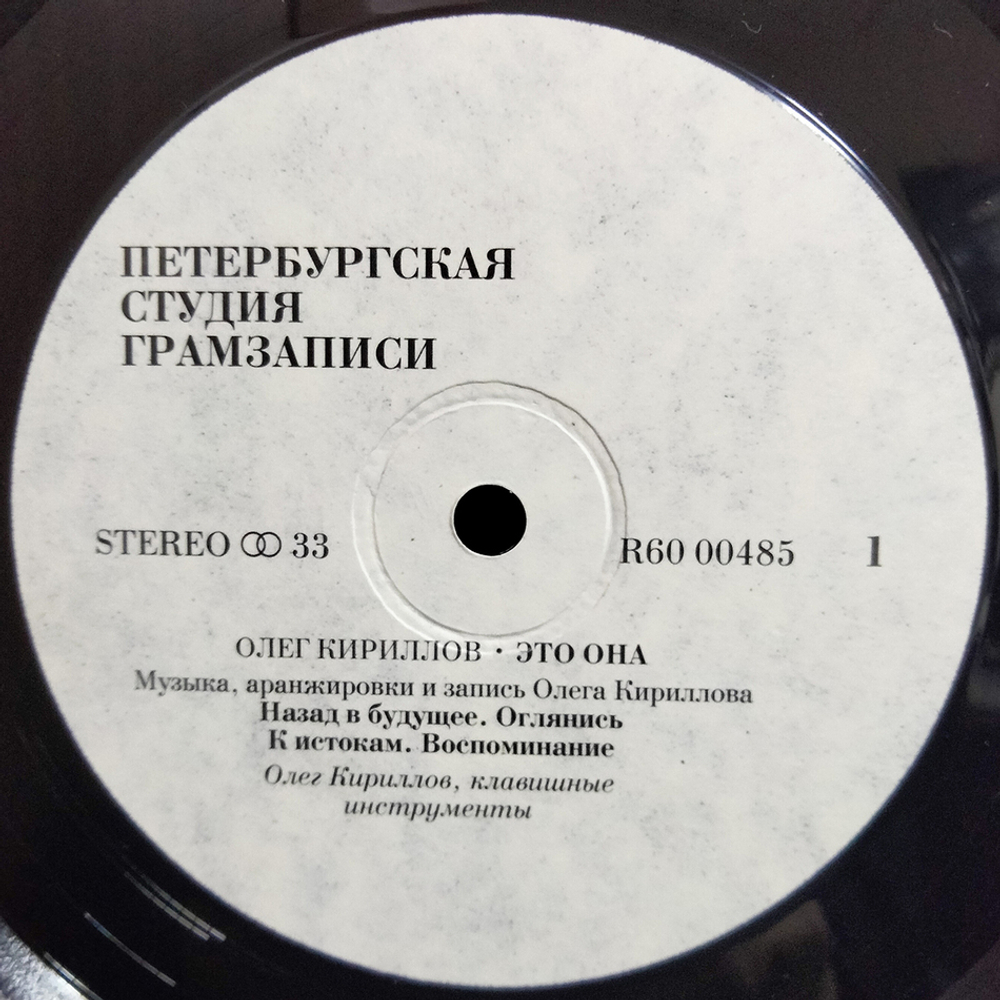 ПЕТЕРБУРГСКАЯ
СТУДИЯ
ГРАМЗАПИСИ
STEREO 33
R60 00485 1
ОЛЕГ КИРИЛЛОВ · ЭТО ОНА
Музыка, аранжировки и запись Олега Кириллова
Назад в будущее. Оглянись
К истокам. Воспоминание
Олег Кириллов, клавишные
инструменты